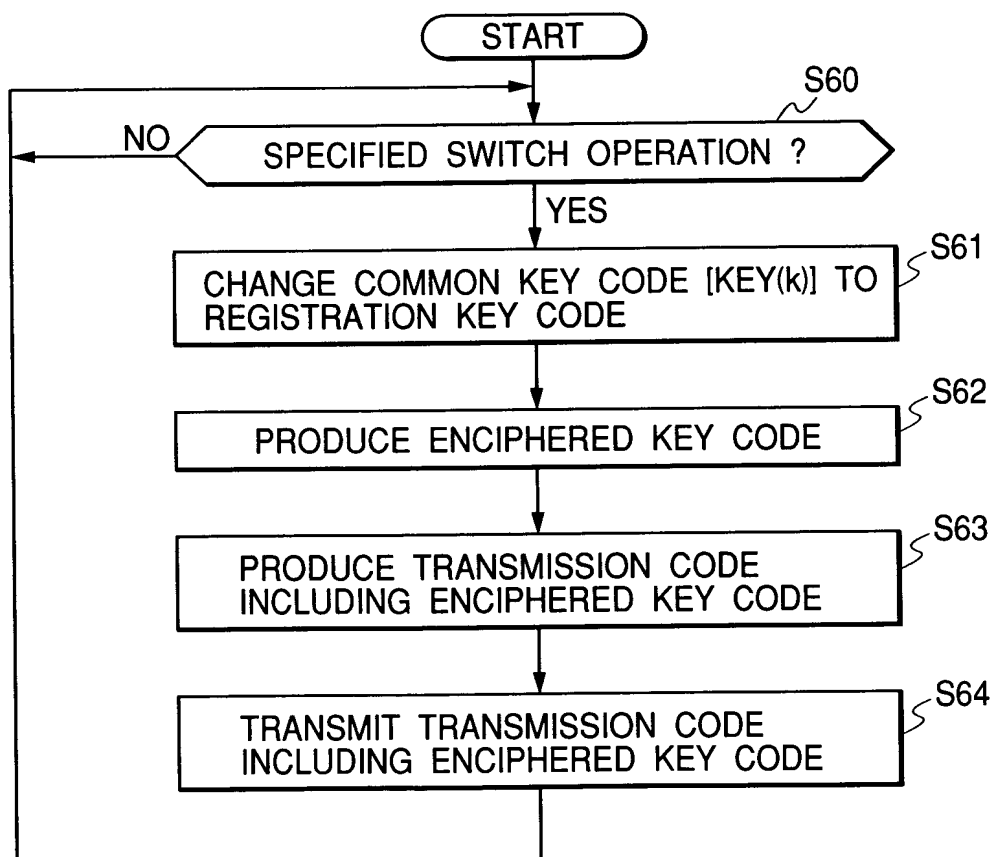 START
S60
NO
SPECIFIED SWITCH OPERATION ?
YES
S61
CHANGE COMMON KEY CODE [KEY(k)] TO
REGISTRATION KEY CODE
S62
PRODUCE ENCIPHERED KEY CODE
S63
PRODUCE TRANSMISSION CODE
INCLUDING ENCIPHERED KEY CODE
S64
TRANSMIT TRANSMISSION CODE
INCLUDING ENCIPHERED KEY CODE